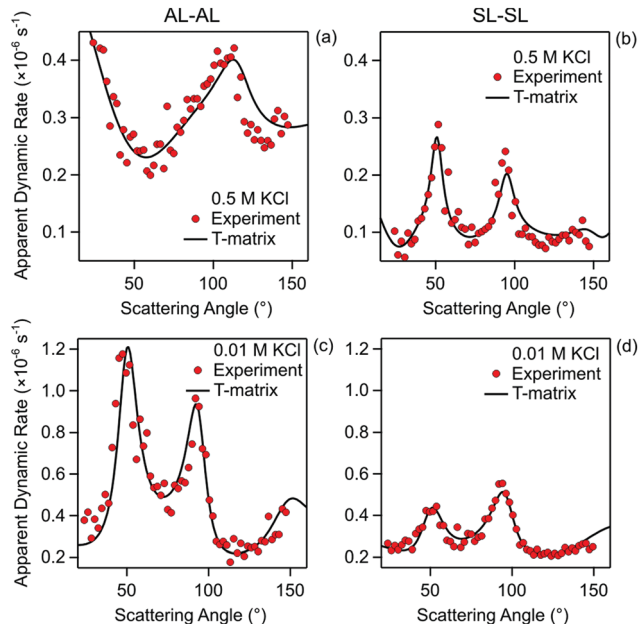 AL-AL
SL-SL
(a)
Apparent Dynamic Rate (×10⁻⁶ s⁻¹)
0.4
0.3
0.2
0.1
0.5 M KCl
Experiment
T-matrix
50
100
150
Scattering Angle (°)
(b)
0.4
0.3
0.2
0.1
0.5 M KCl
Experiment
T-matrix
50
100
150
Scattering Angle (°)
(c)
Apparent Dynamic Rate (×10⁻⁶ s⁻¹)
1.2
1.0
0.8
0.6
0.4
0.2
0.01 M KCl
Experiment
T-matrix
50
100
150
Scattering Angle (°)
(d)
1.2
1.0
0.8
0.6
0.4
0.2
0.01 M KCl
Experiment
T-matrix
50
100
150
Scattering Angle (°)